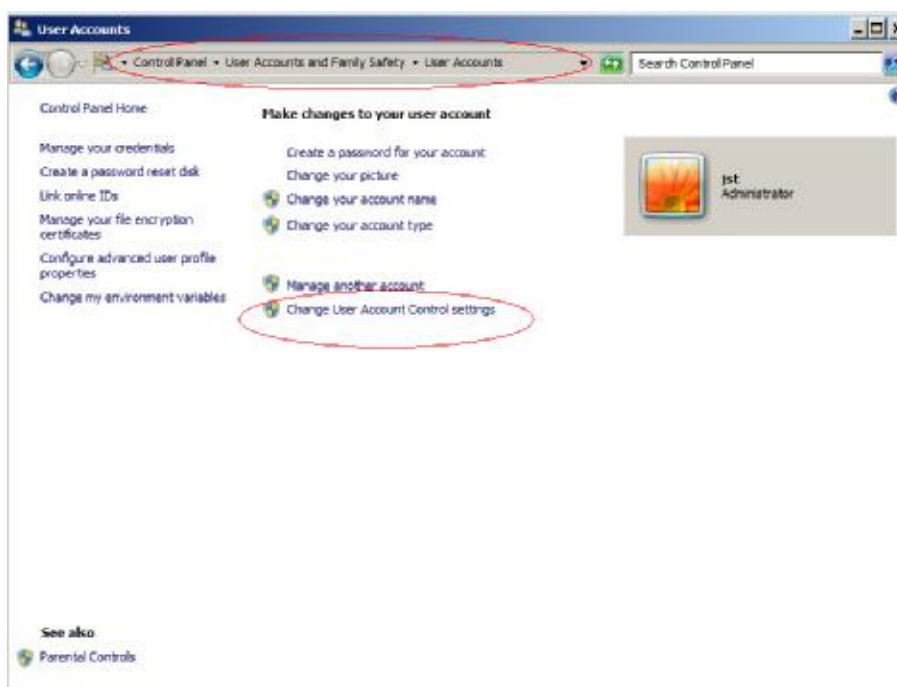 User Accounts
Control Panel • User Accounts and Family Safety • User Accounts
Search Control Panel
Control Panel Home
Manage your credentials
Create a password reset disk
Link online IDs
Manage your file encryption
certificates
Configure advanced user profile
properties
Change my environment variables
Make changes to your user account
Create a password for your account
Change your picture
Change your account name
Change your account type
Manage another account
Change User Account Control settings
jst
Administrator
See also
Parental Controls